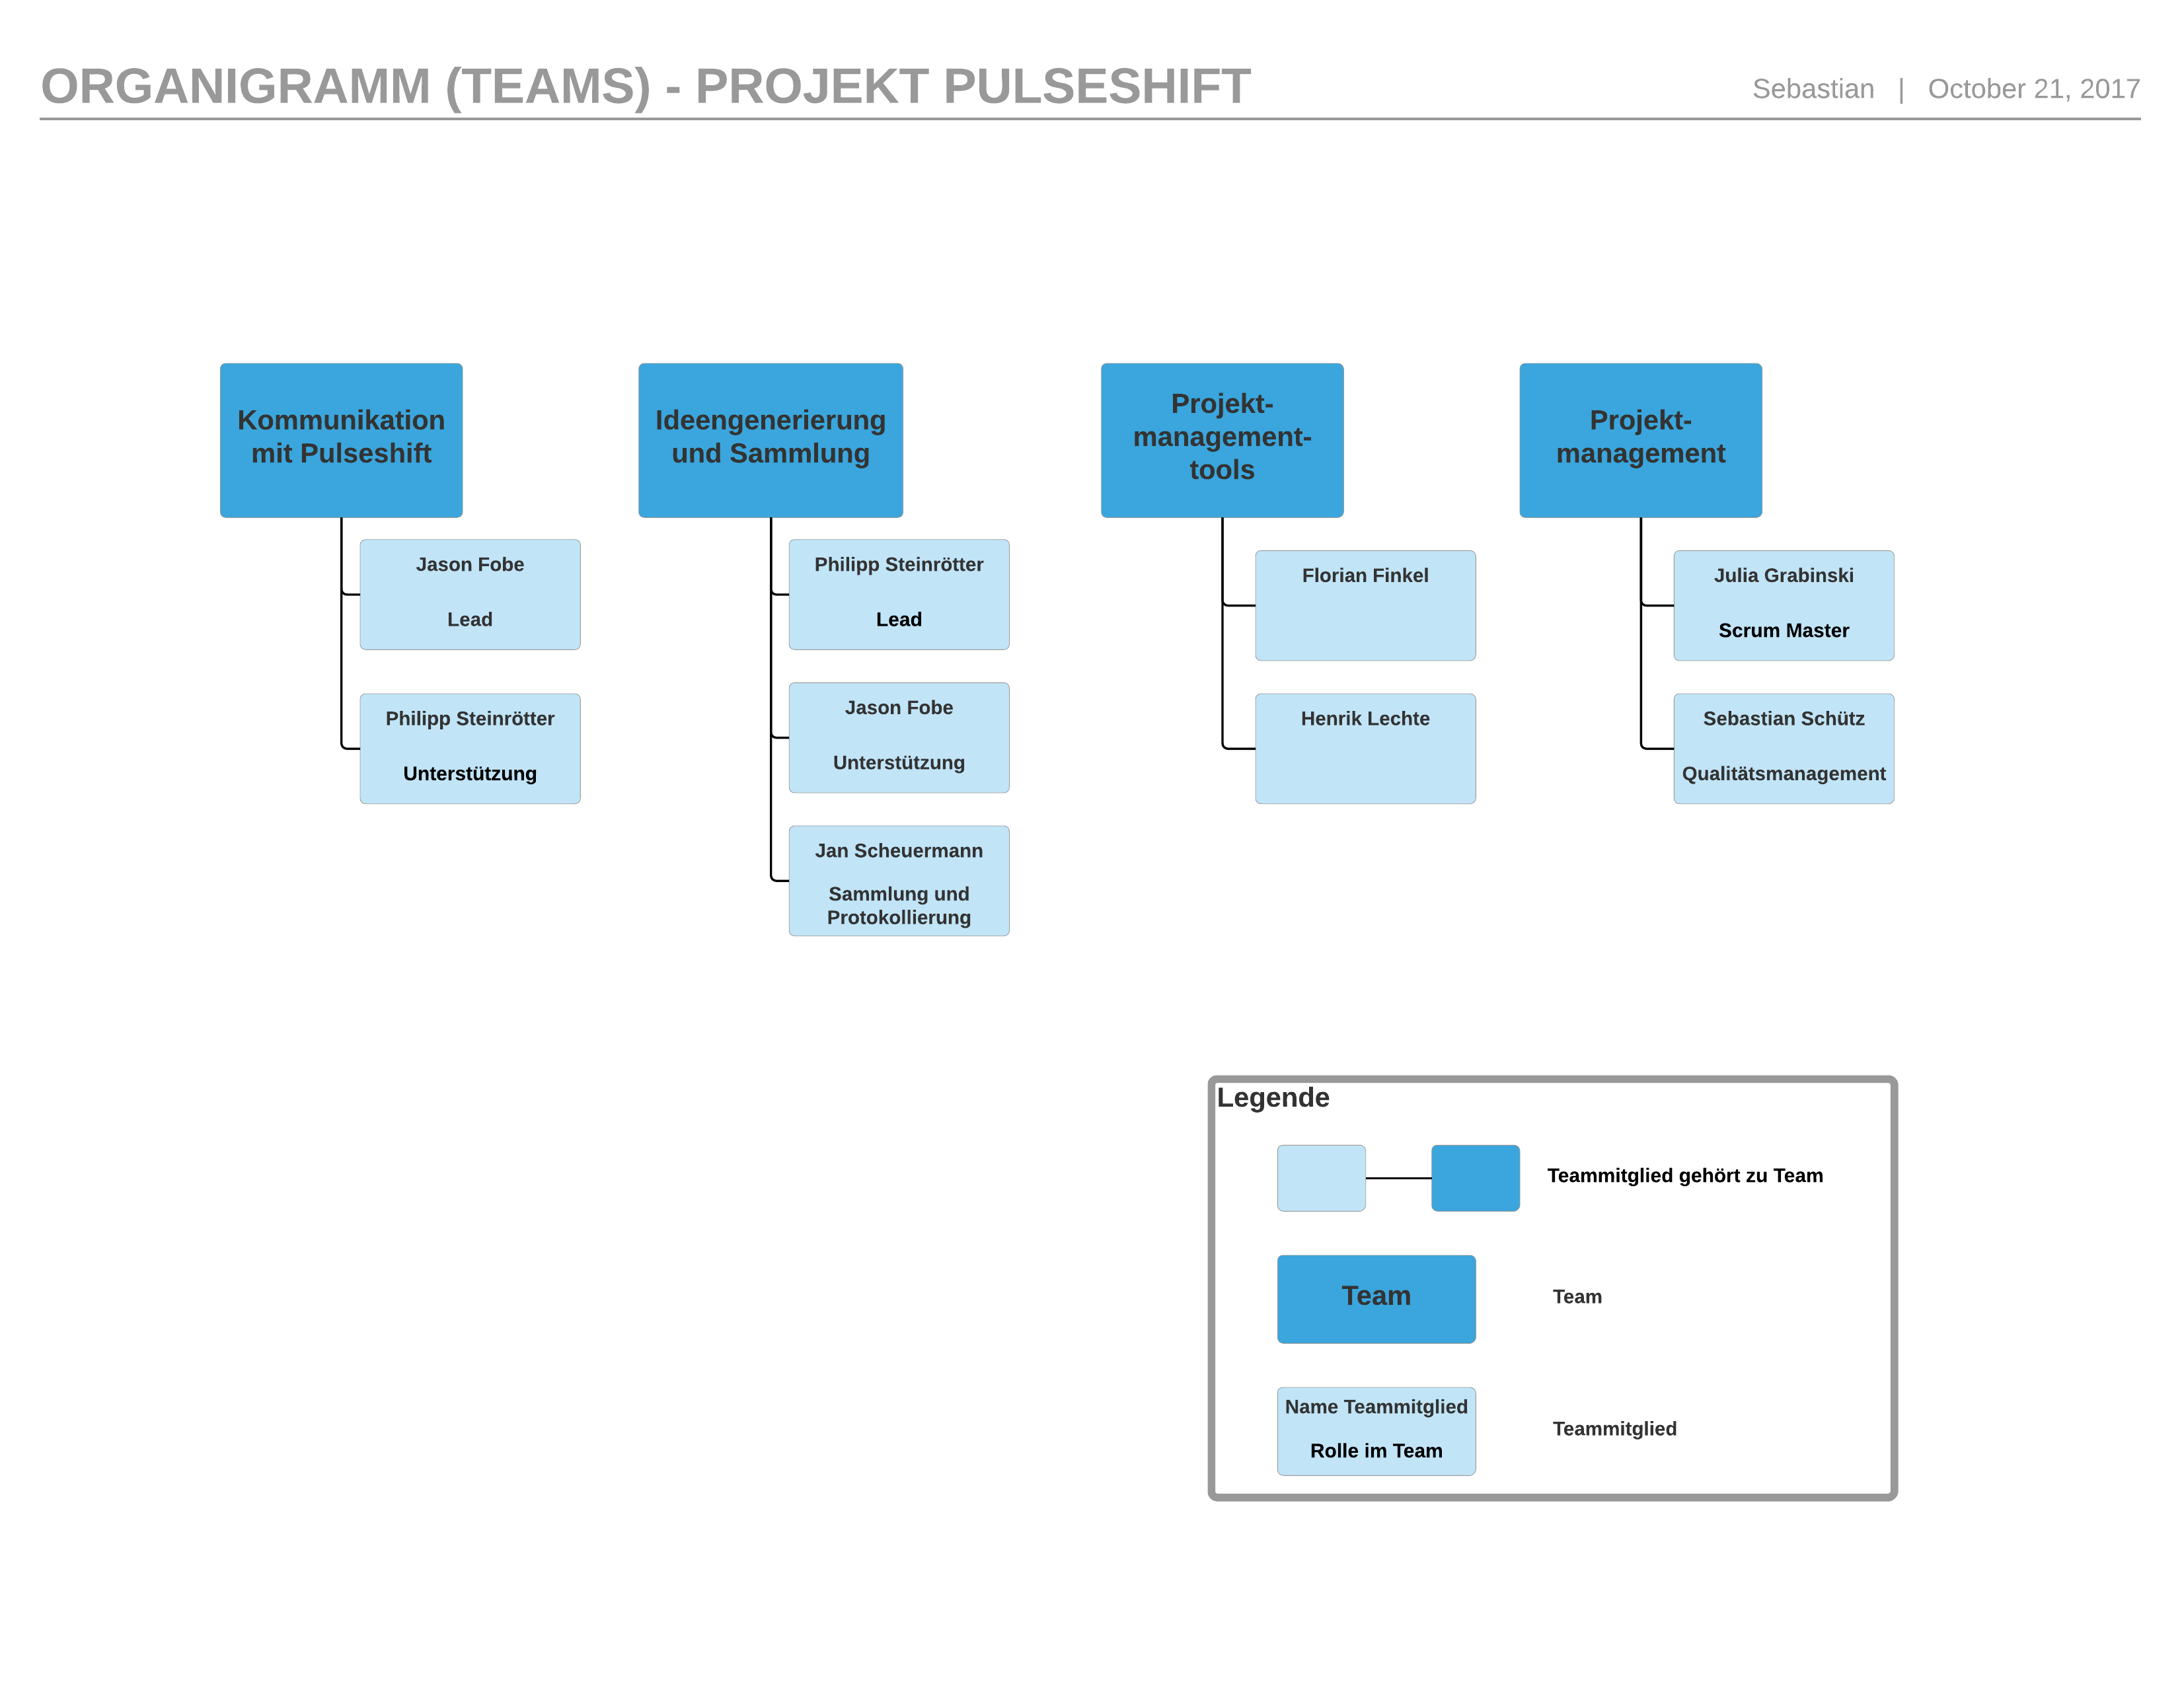 ORGANIGRAMM (TEAMS) - PROJEKT PULSESHIFT
Sebastian | October 21, 2017
Kommunikation
mit Pulseshift
Jason Fobe
Lead
Philipp Steinrötter
Unterstützung
Ideengenerierung
und Sammlung
Philipp Steinrötter
Lead
Jason Fobe
Unterstützung
Jan Scheuermann
Sammlung und
Protokollierung
Projekt-
management-
tools
Florian Finkel
Henrik Lechte
Projekt-
management
Julia Grabinski
Scrum Master
Sebastian Schütz
Qualitätsmanagement
Legende
Teammitglied gehört zu Team
Team
Team
Name Teammitglied
Rolle im Team
Teammitglied